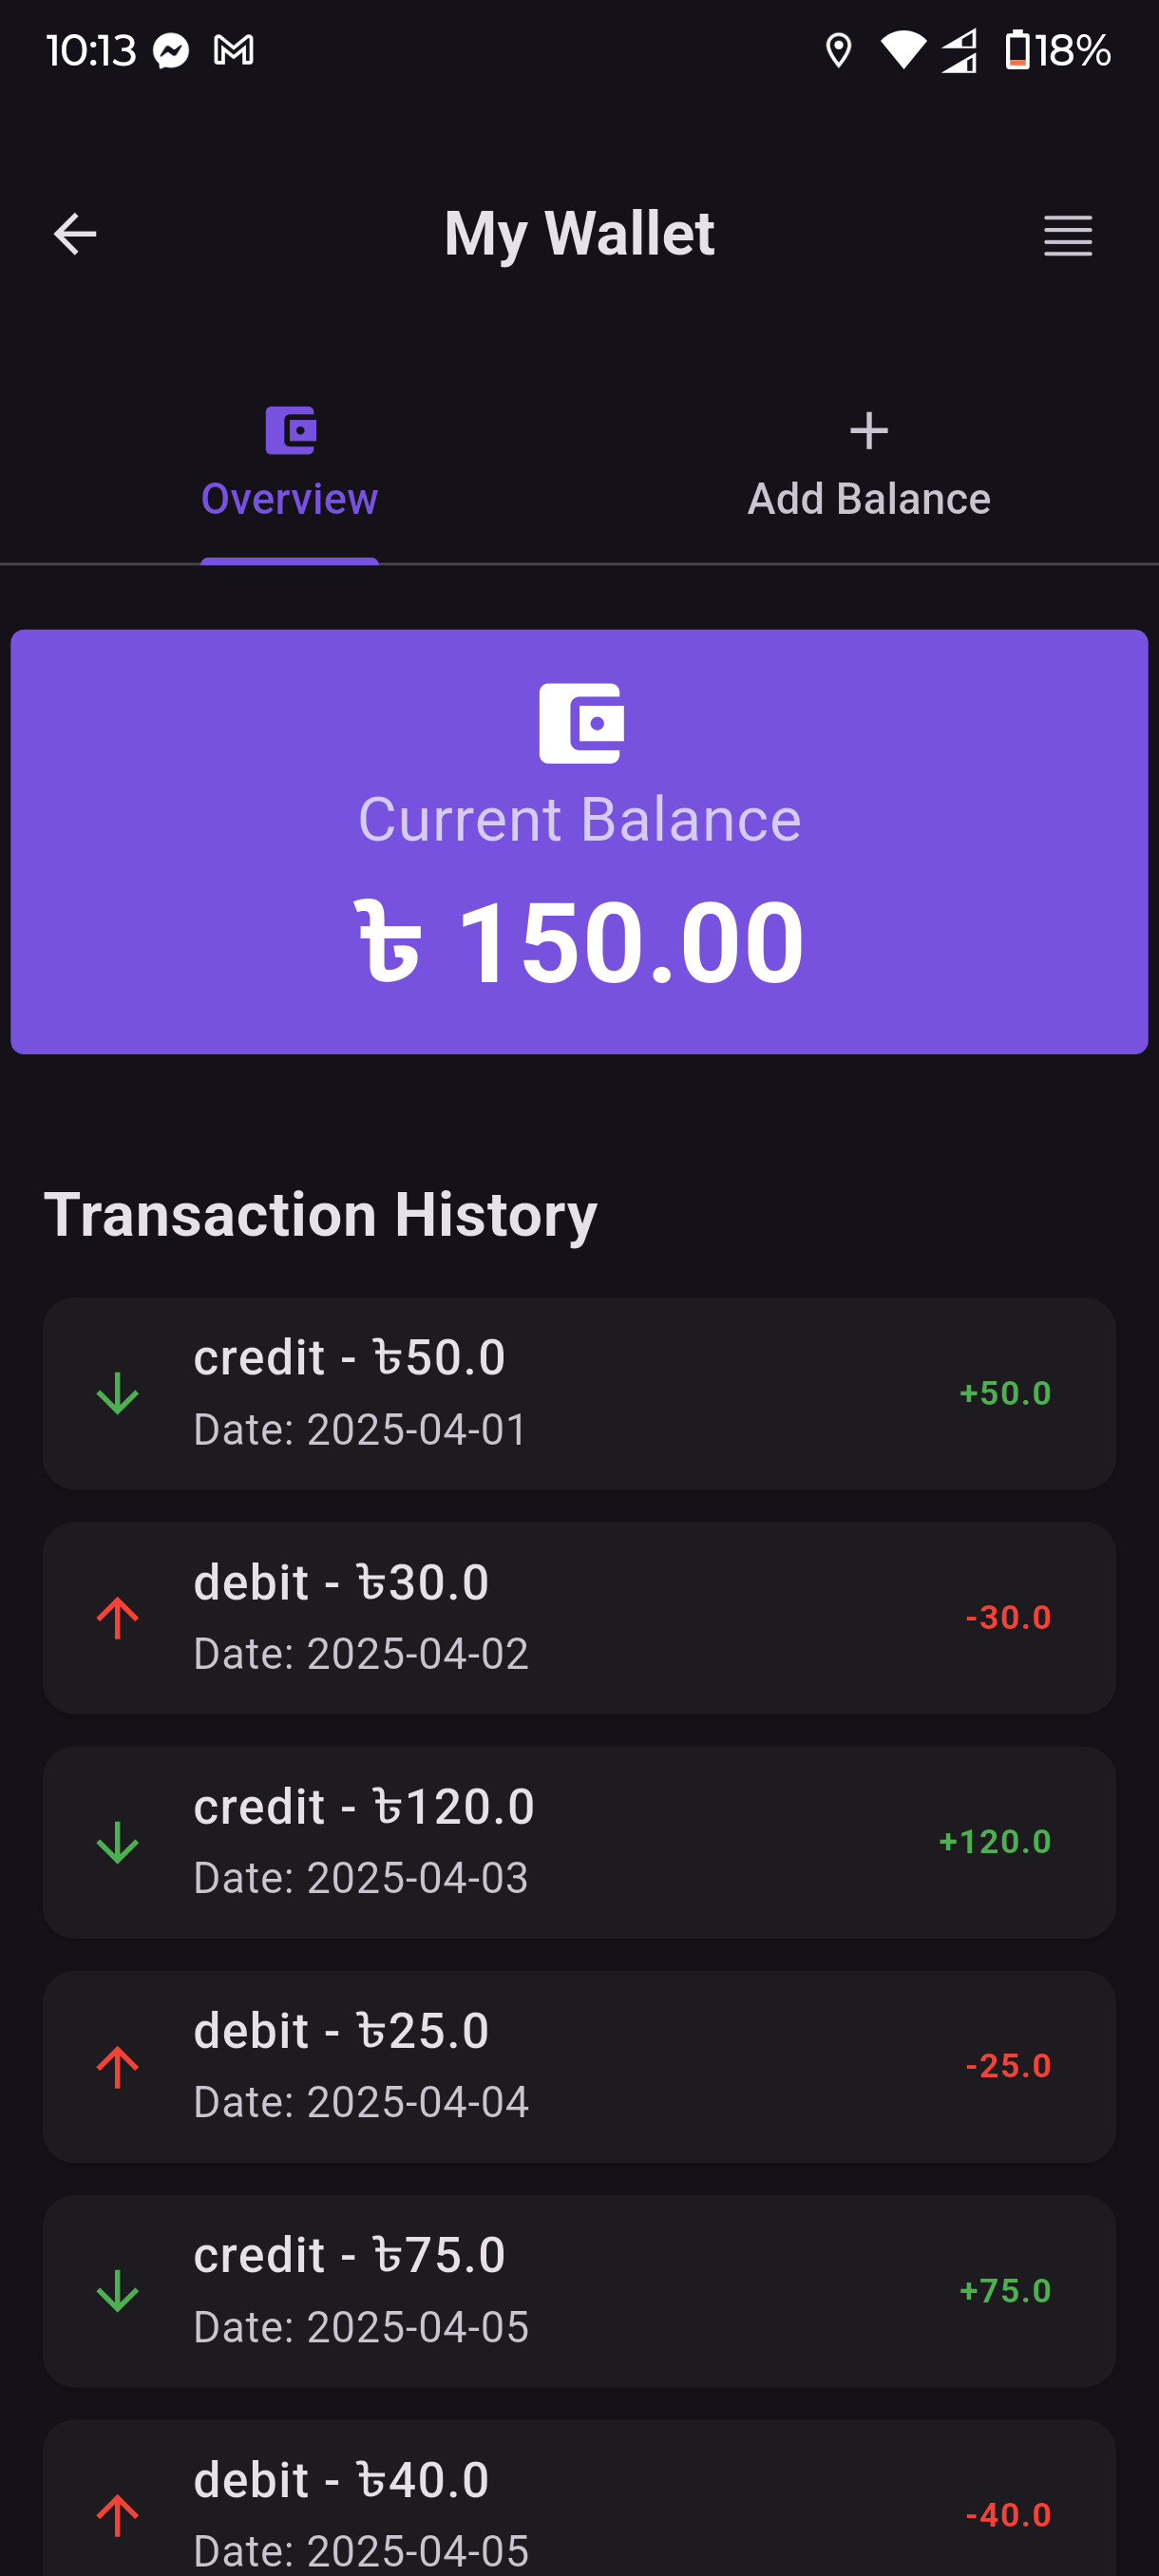 10:13 18%
My Wallet
Overview
Add Balance
Current Balance
৳ 150.00
Transaction History
credit - ৳50.0
+50.0
Date: 2025-04-01
debit - ৳30.0
-30.0
Date: 2025-04-02
credit - ৳120.0
+120.0
Date: 2025-04-03
debit - ৳25.0
-25.0
Date: 2025-04-04
credit - ৳75.0
+75.0
Date: 2025-04-05
debit - ৳40.0
-40.0
Date: 2025-04-05